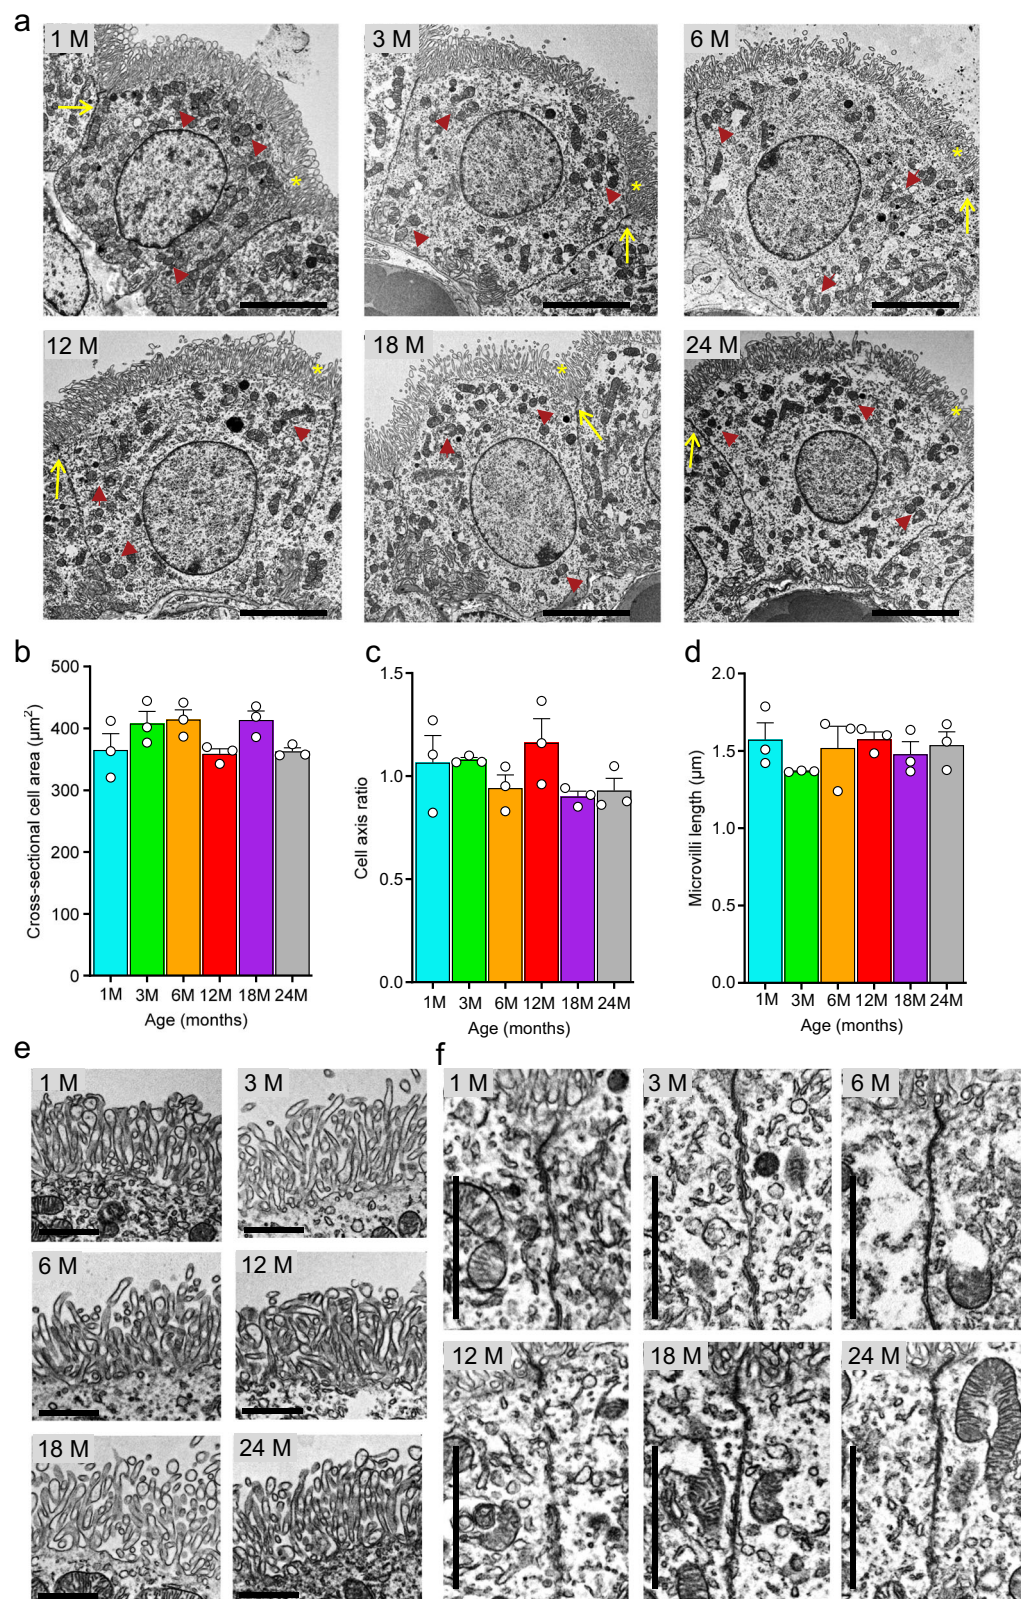 a
1 M
3 M
6 M
*
*
*
12 M
18 M
24 M
*
*
*
b
Cross-sectional cell area (µm²)
500
400
300
200
100
0
1M 3M 6M 12M 18M 24M
Age (months)
c
Cell axis ratio
1.5
1.0
0.5
0.0
1M 3M 6M 12M 18M 24M
Age (months)
d
Microvilli length (µm)
2.0
1.5
1.0
0.5
0.0
1M 3M 6M 12M 18M 24M
Age (months)
e
1 M
3 M
6 M
12 M
18 M
24 M
f
1 M
3 M
6 M
12 M
18 M
24 M